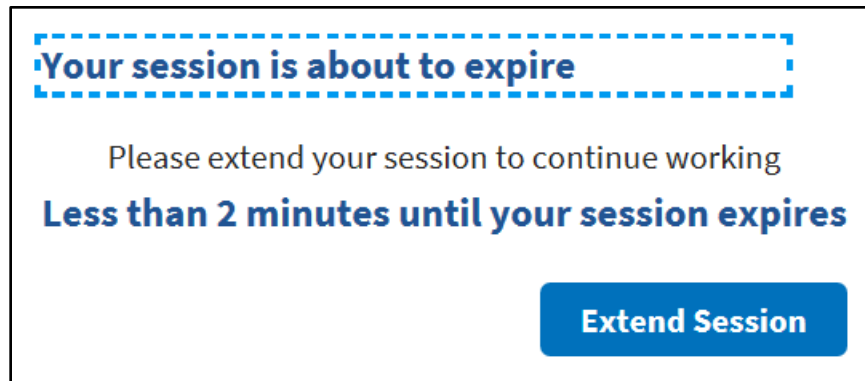 Your session is about to expire
Please extend your session to continue working
Less than 2 minutes until your session expires
Extend Session